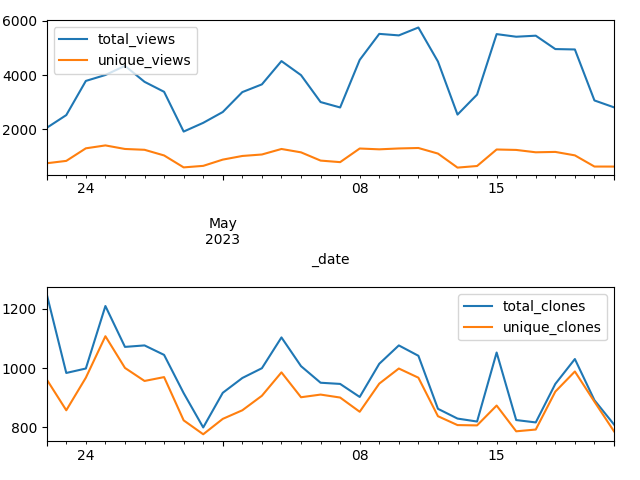 6000
4000
2000
total_views
unique_views
24
08
15
May
2023
_date
1200
1000
800
total_clones
unique_clones
24
08
15